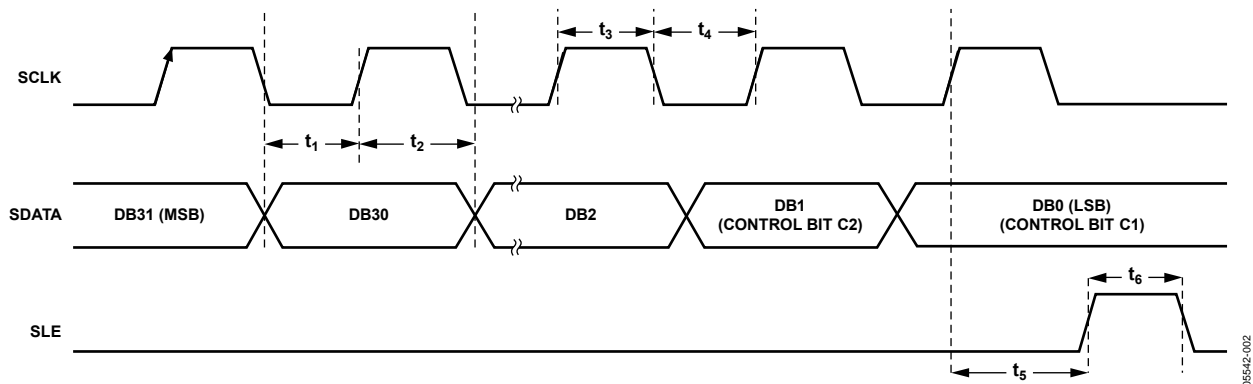 t3
t4
SCLK
t1
t2
SDATA
DB31 (MSB)
DB30
DB2
DB1
(CONTROL BIT C2)
DB0 (LSB)
(CONTROL BIT C1)
t6
SLE
t5
05542-002